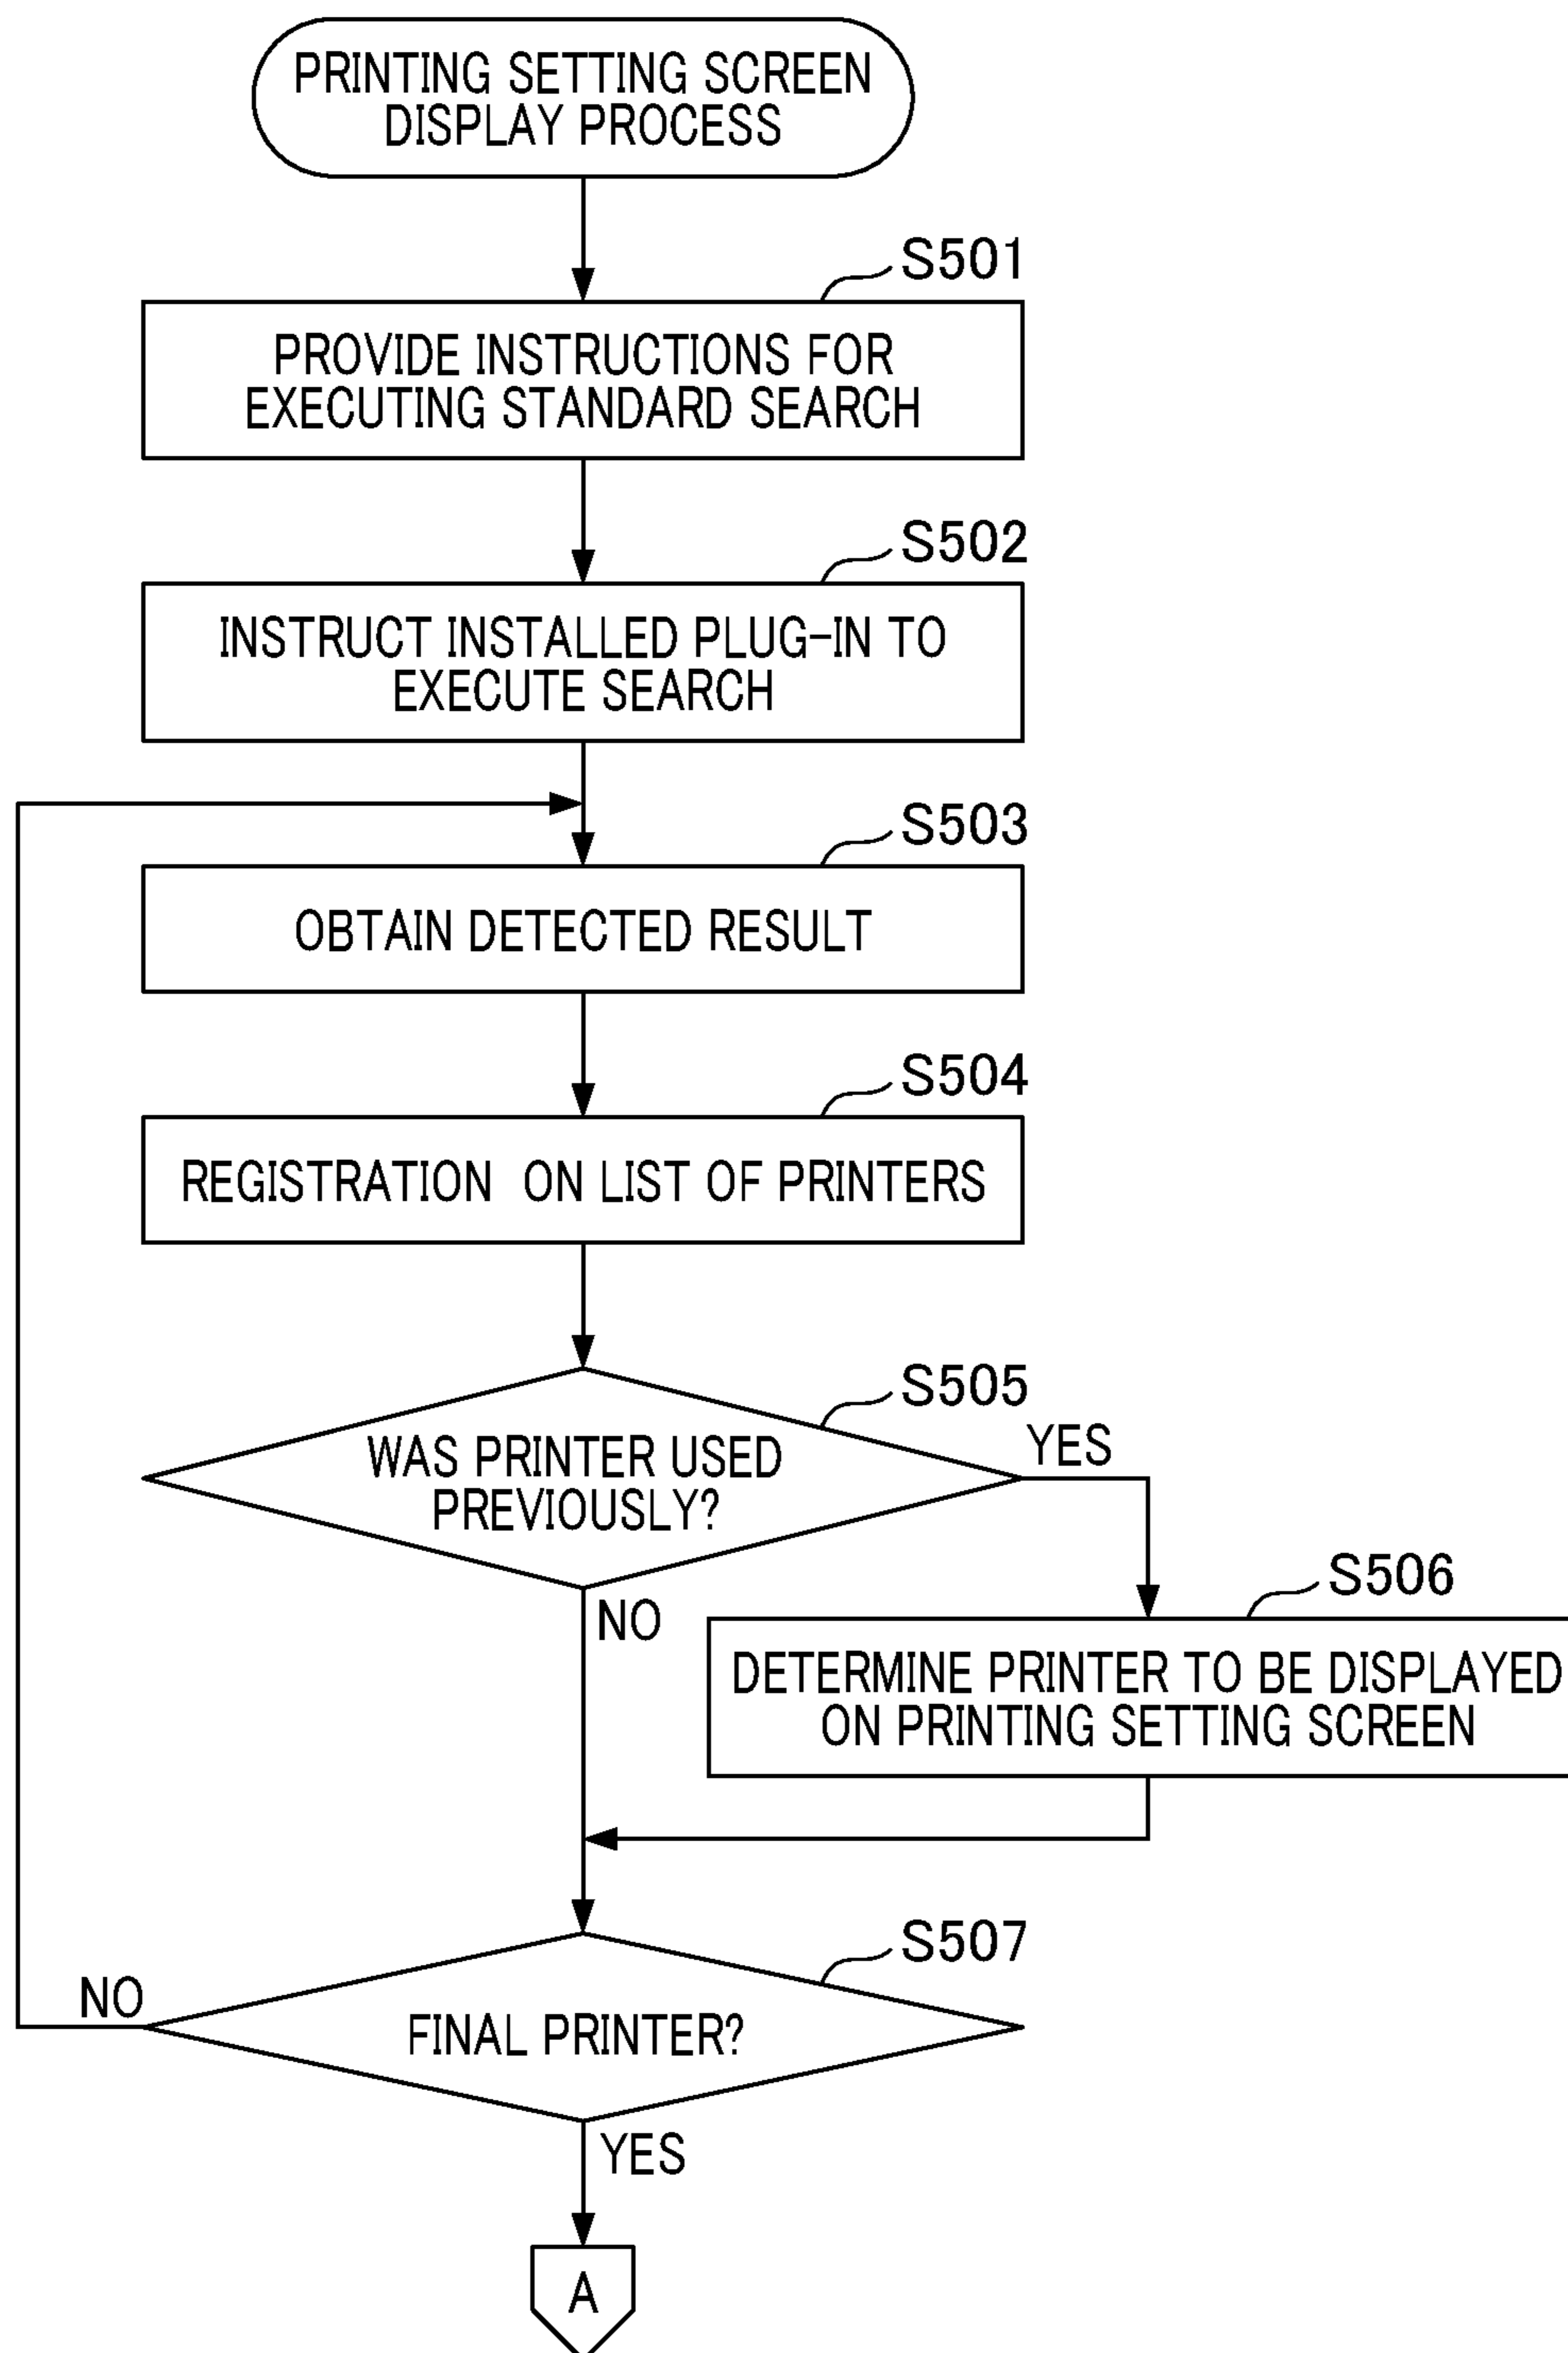 PRINTING SETTING SCREEN
DISPLAY PROCESS
S501
PROVIDE INSTRUCTIONS FOR
EXECUTING STANDARD SEARCH
S502
INSTRUCT INSTALLED PLUG-IN TO
EXECUTE SEARCH
S503
OBTAIN DETECTED RESULT
S504
REGISTRATION ON LIST OF PRINTERS
S505
WAS PRINTER USED
PREVIOUSLY?
YES
NO
S506
DETERMINE PRINTER TO BE DISPLAYED
ON PRINTING SETTING SCREEN
S507
NO
FINAL PRINTER?
YES
A